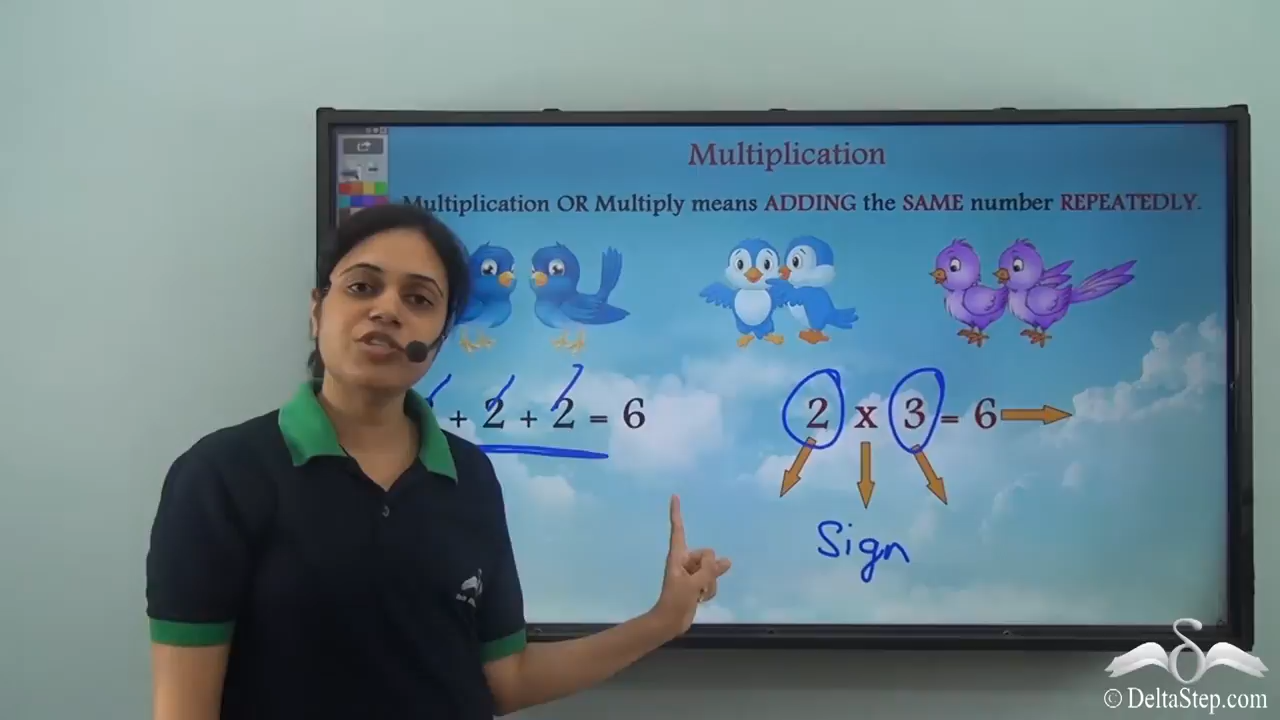 Multiplication
Multiplication OR Multiply means ADDING the SAME number REPEATEDLY.
+ 2 + 2 = 6
2 x 3 = 6
Sign
© DeltaStep.com